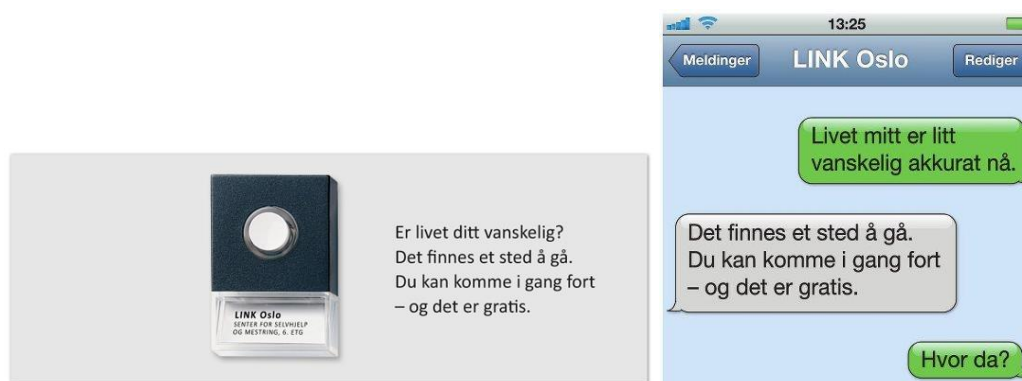 LINK Oslo
SENTER FOR SELVHJELP
OG MESTRING, 6. ETG
Er livet ditt vanskelig?
Det finnes et sted å gå.
Du kan komme i gang fort
– og det er gratis.
13:25
Meldinger
LINK Oslo
Rediger
Livet mitt er litt
vanskelig akkurat nå.
Det finnes et sted å gå.
Du kan komme i gang fort
– og det er gratis.
Hvor da?